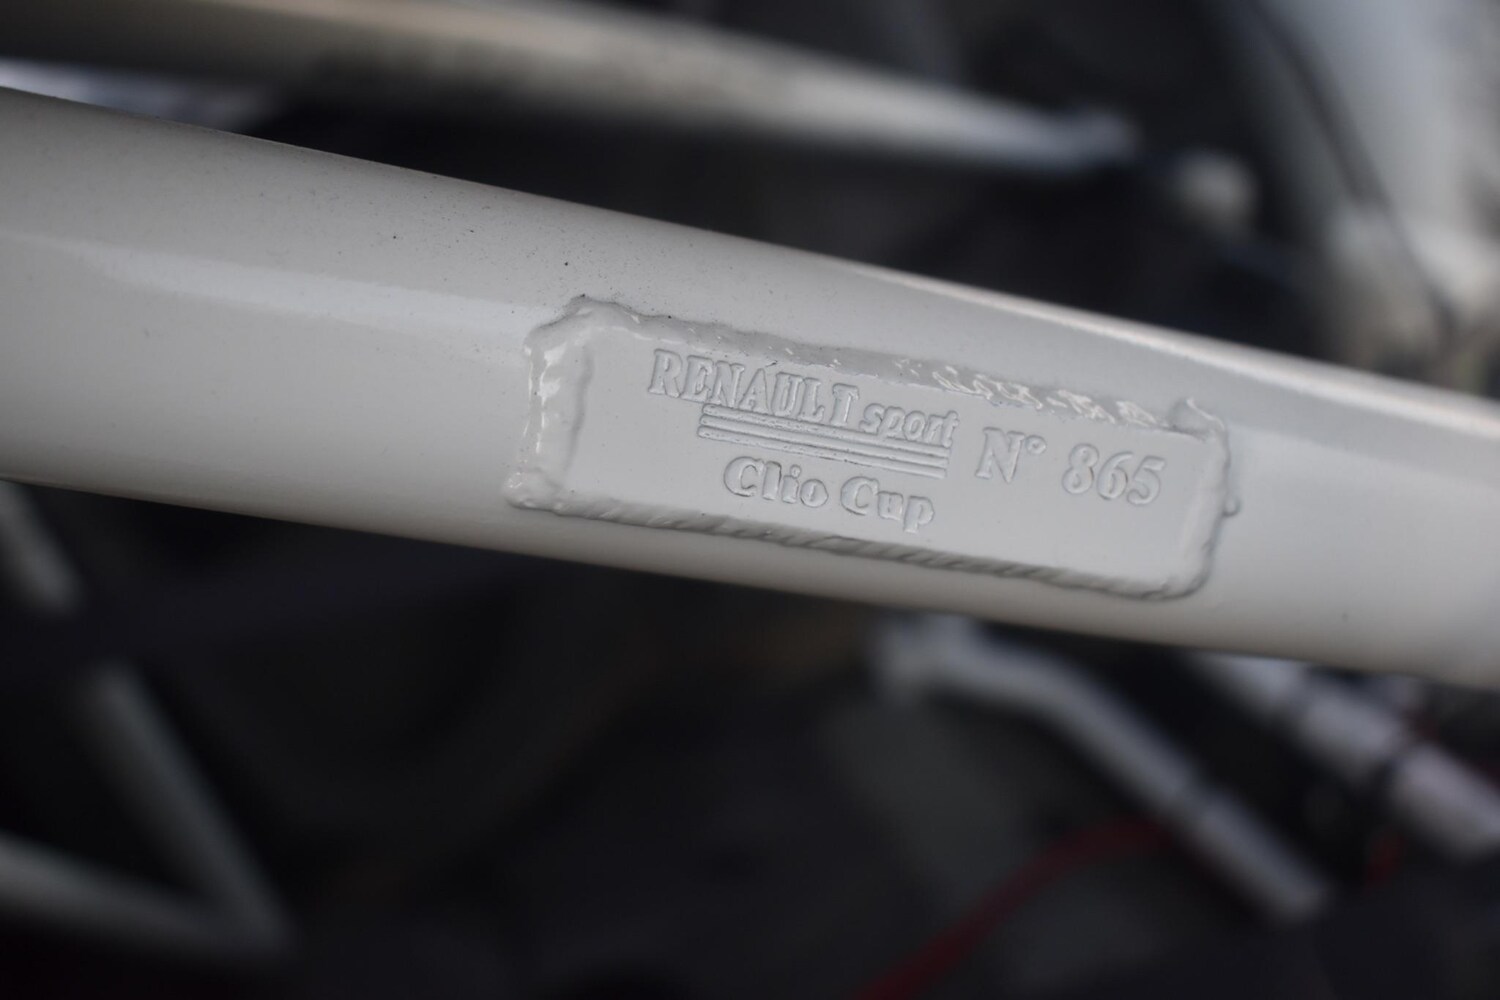 RENAULT sport
N° 865
Clio Cup